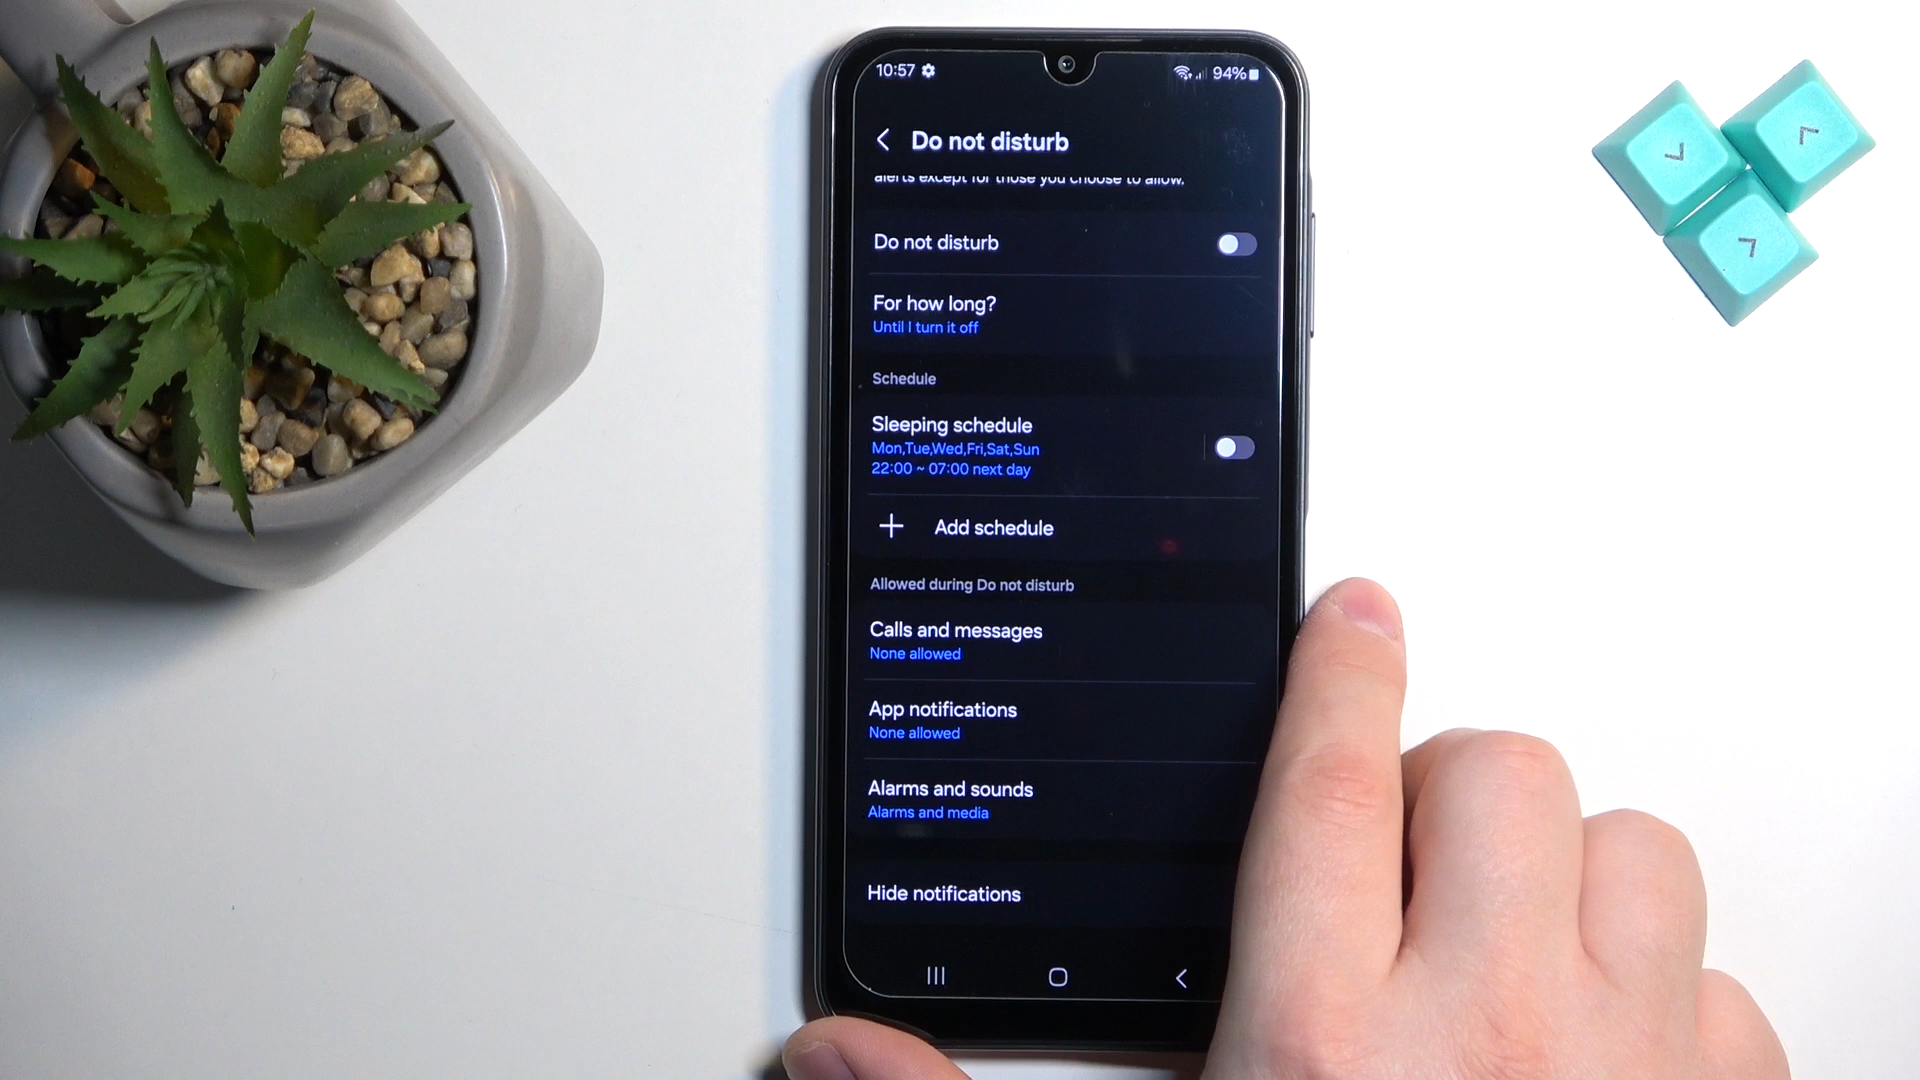 10:57
94%
Do not disturb
alerts except for those you choose to allow.
Do not disturb
For how long?
Until I turn it off
Schedule
Sleeping schedule
Mon,Tue,Wed,Fri,Sat,Sun
22:00 ~ 07:00 next day
Add schedule
Allowed during Do not disturb
Calls and messages
None allowed
App notifications
None allowed
Alarms and sounds
Alarms and media
Hide notifications